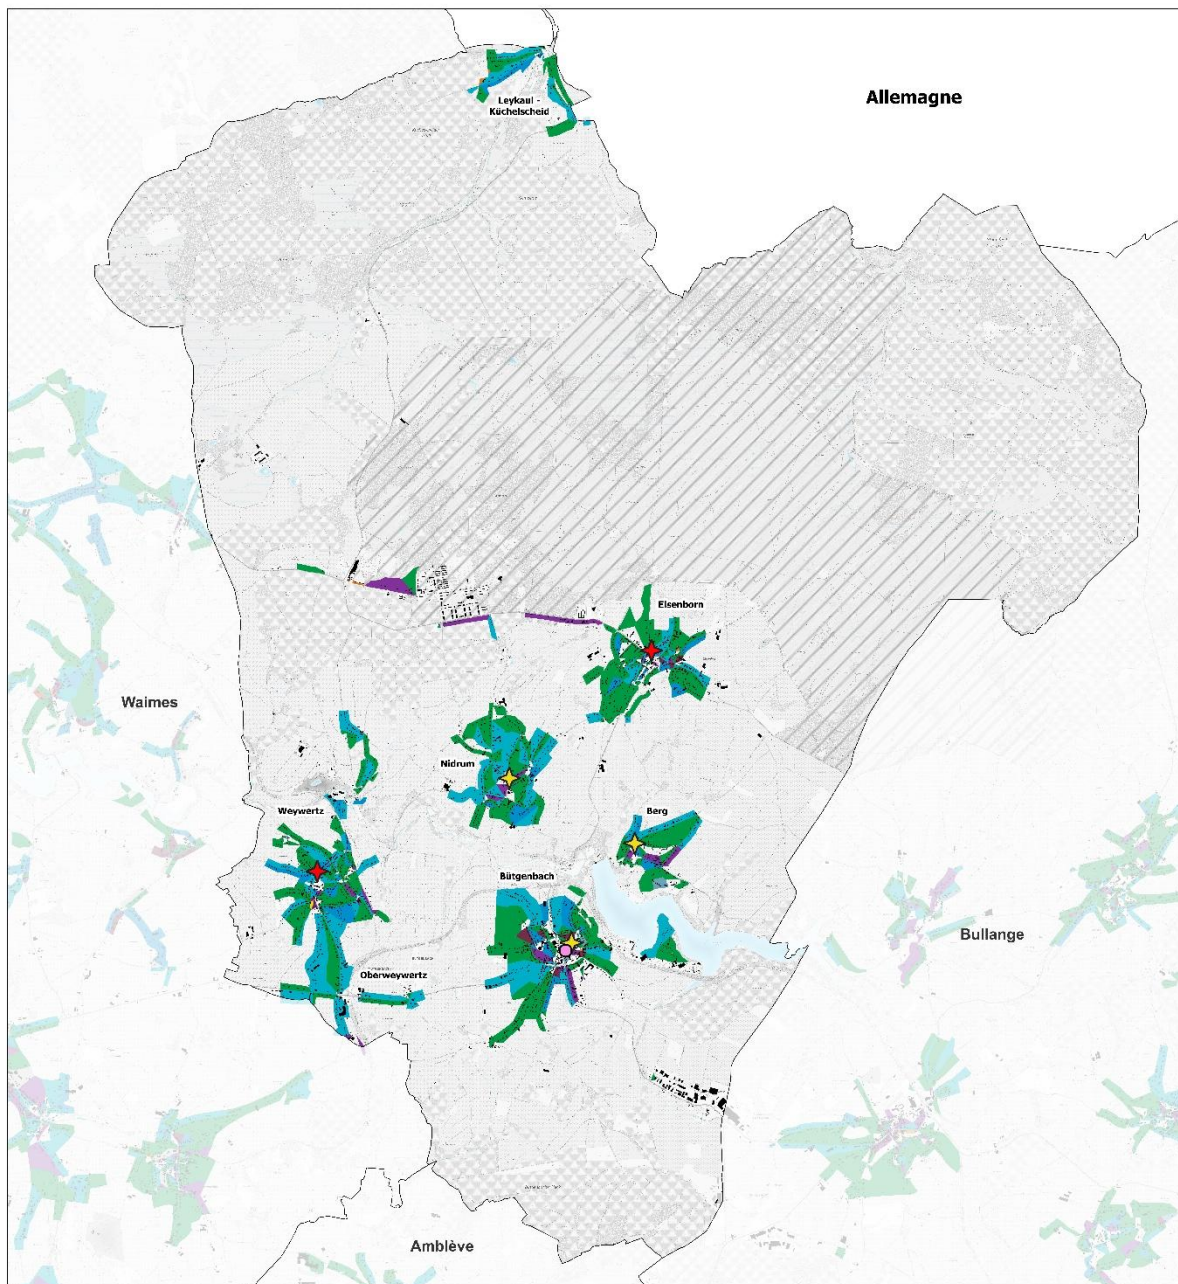 Allemagne
Leykaul -
Küchelscheid
Elsenborn
Waimes
Nidrum
Weywertz
Berg
Bütgenbach
Bullange
Oberweywertz
Amblève